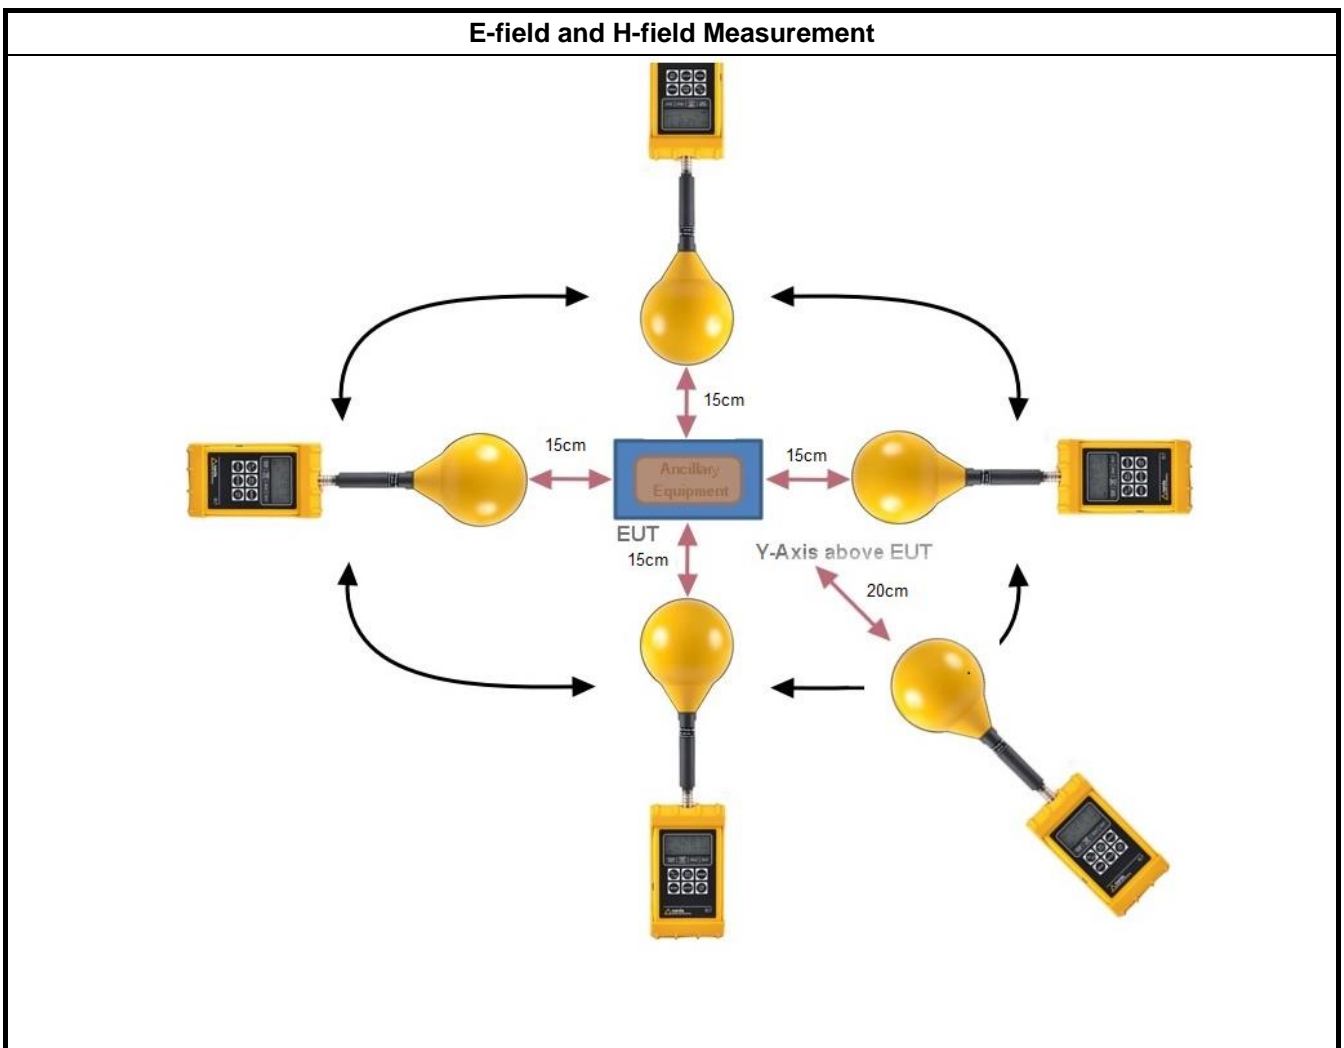 E-field and H-field Measurement
15cm
15cm
15cm
Ancillary
Equipment
EUT
15cm
Y-Axis above EUT
20cm